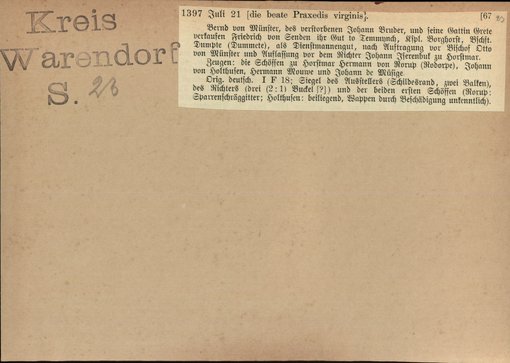 Kreis
Warendorf
S. 26
1397 Juli 21 [die beate Praxedis virginis]. [67
Bernd von Münster, des verstorbenen Johann Bruder, und seine Gattin Grete
verkaufen Friedrich von Senden ihr Gut to Temmynch, Kspl. Borghorst, Bschft.
Dumpte (Dummete), als Dienstmannengut, nach Auftragung vor Bischof Otto
von Münster und Auflassung vor dem Richter Johann Iserenbuk zu Horstmar.
Zeugen: die Schöffen zu Horstmar Hermann von Rorup (Rodorpe), Johann
von Holthusen, Hermann Mouwe und Johann de Müsige.
Orig. deutsch. I F 18; Siegel des Ausstellers (Schildesrand, zwei Balken),
des Richters (drei (2 : 1) Buckel [?]) und der beiden ersten Schöffen (Rorup:
Sparrenschräggitter; Holthusen: beiliegend, Wappen durch Beschädigung unkenntlich).